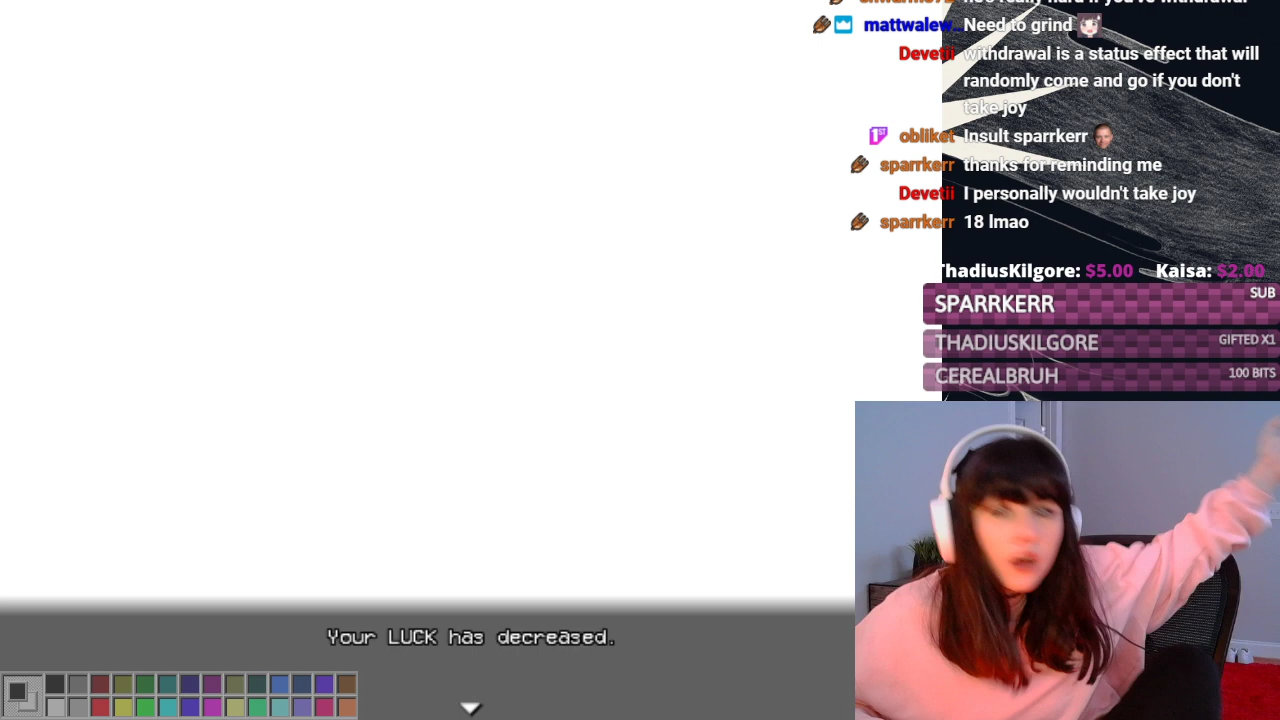 mattwalew... Need to grind
Devetii withdrawal is a status effect that will
randomly come and go if you don't
take joy
1ST obliket Insult sparrkerr
sparrkerr thanks for reminding me
Devetii I personally wouldn't take joy
sparrkerr 18 lmao
ThadiusKilgore: $5.00 Kaisa: $2.00
SPARRKERR SUB
THADIUSKILGORE GIFTED X1
CEREALBRUH 100 BITS
Your LUCK has decreased.